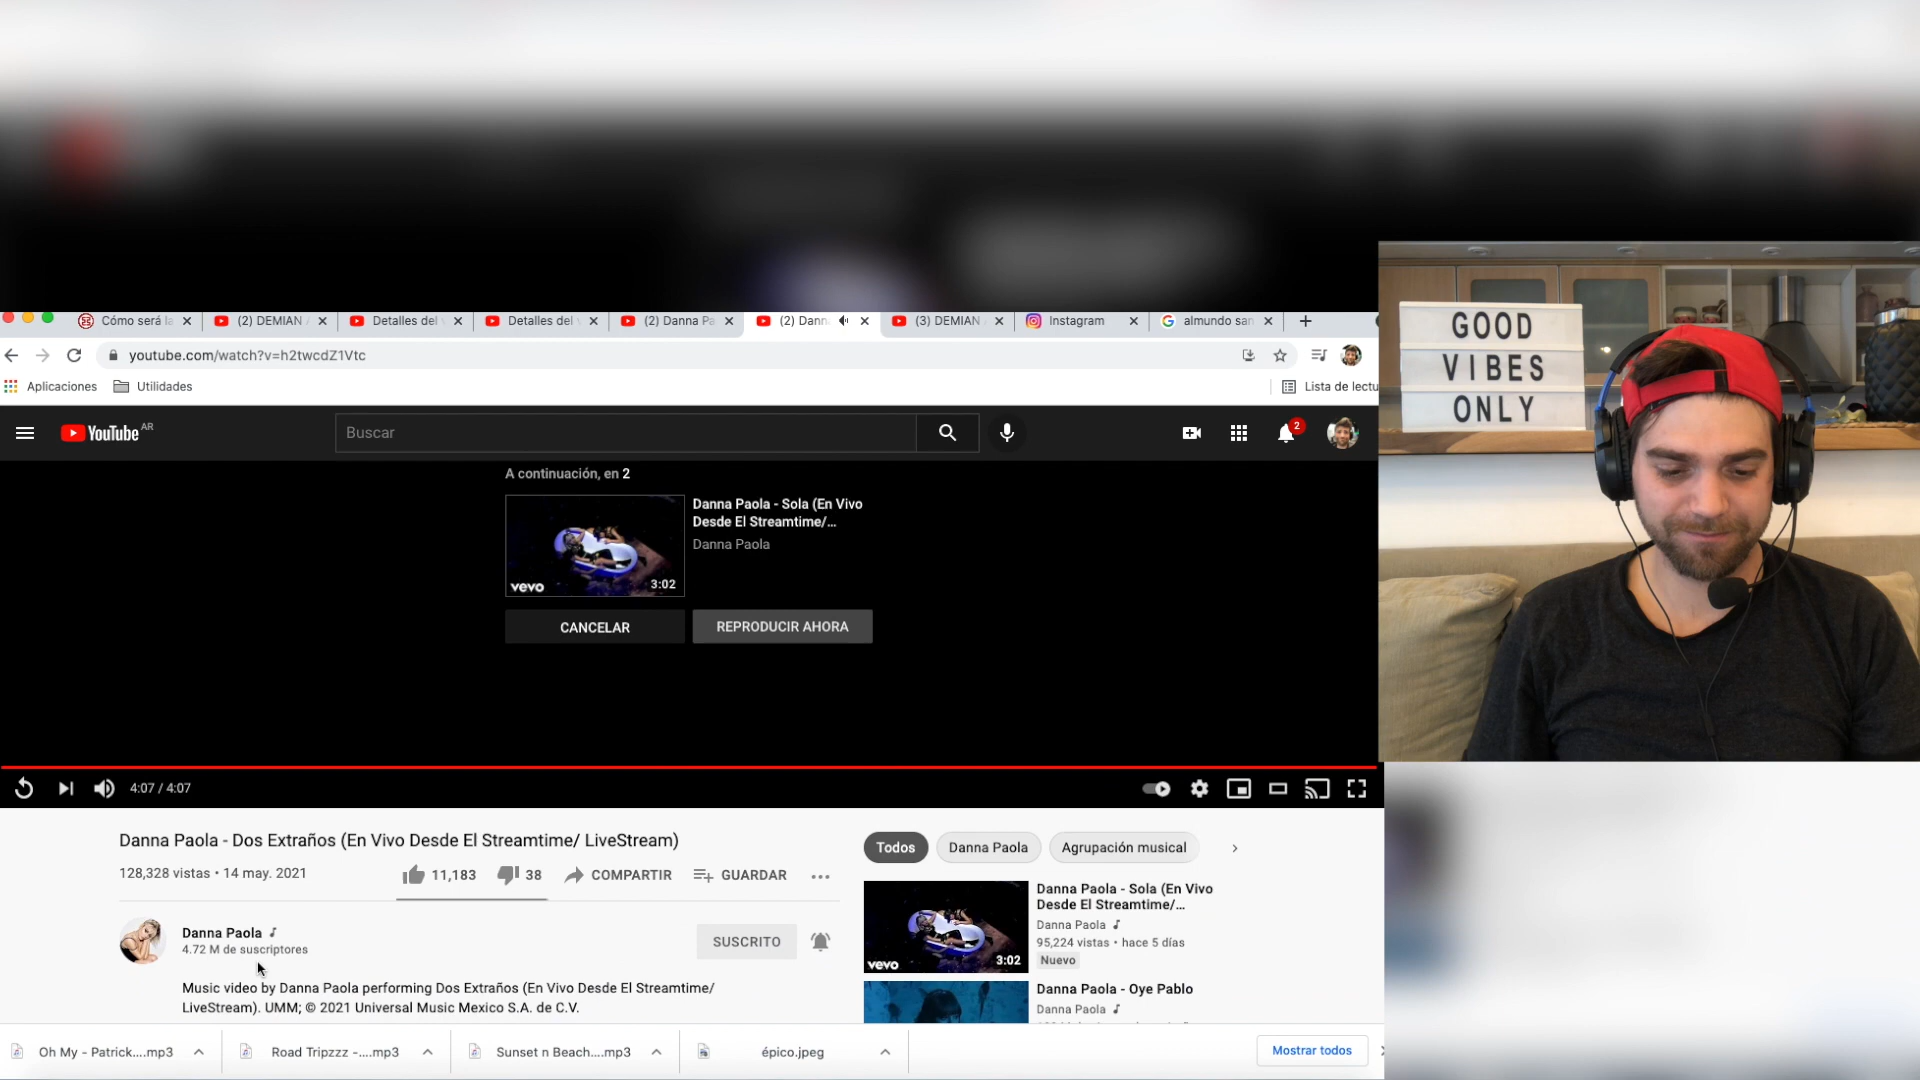 Cómo será la
(2) DEMIAN
Detalles del
Detalles del
(2) Danna Pa
(2) Dann
(3) DEMIAN
Instagram
almundo san
youtube.com/watch?v=h2twcdZ1Vtc
Aplicaciones
Utilidades
Lista de lectu
YouTube AR
Buscar
2
A continuación, en 2
Danna Paola - Sola (En Vivo
Desde El Streamtime/...
Danna Paola
vevo
3:02
CANCELAR
REPRODUCIR AHORA
GOOD
VIBES
ONLY
4:07 / 4:07
Danna Paola - Dos Extraños (En Vivo Desde El Streamtime/ LiveStream)
128,328 vistas • 14 may. 2021
11,183
38
COMPARTIR
GUARDAR
Danna Paola
4.72 M de suscriptores
SUSCRITO
Music video by Danna Paola performing Dos Extraños (En Vivo Desde El Streamtime/
LiveStream). UMM; © 2021 Universal Music Mexico S.A. de C.V.
Todos
Danna Paola
Agrupación musical
vevo
3:02
Danna Paola - Sola (En Vivo
Desde El Streamtime/...
Danna Paola
95,224 vistas • hace 5 días
Nuevo
Danna Paola - Oye Pablo
Danna Paola
Oh My - Patrick....mp3
Road Tripzzz -....mp3
Sunset n Beach....mp3
épico.jpeg
Mostrar todos